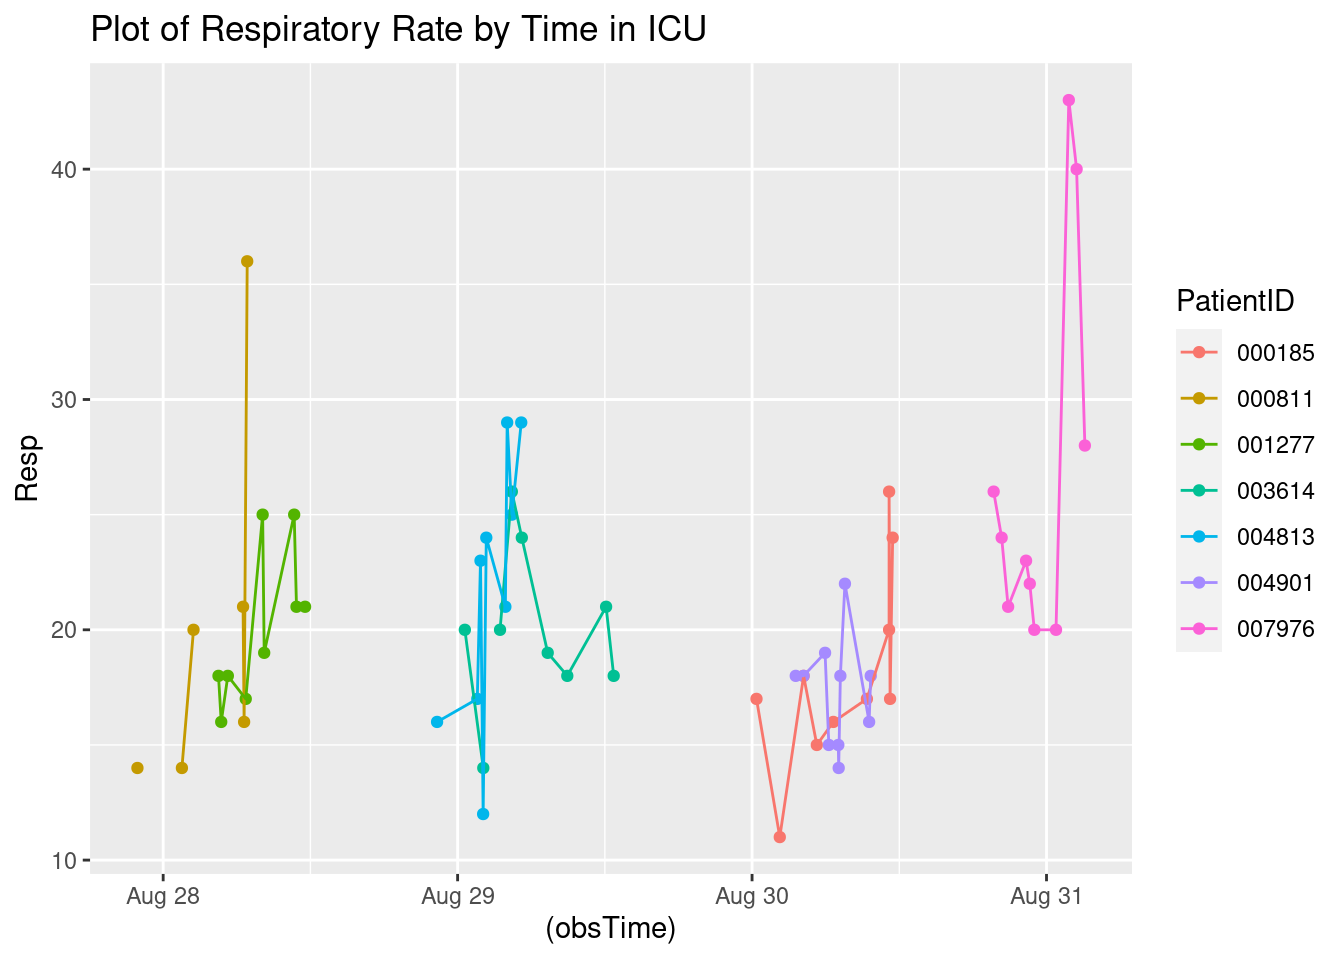 Plot of Respiratory Rate by Time in ICU
40
30
20
10
Resp
Aug 28
Aug 29
Aug 30
Aug 31
(obsTime)
PatientID
000185
000811
001277
003614
004813
004901
007976